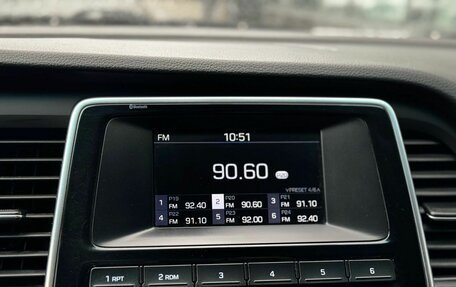 Bluetooth
FM 10:51
90.60
PRESET 4/6
1 P19 FM 92.40 2 P20 FM 90.60 3 P21 FM 91.10
4 P22 FM 91.10 5 P23 FM 92.00 6 P24 FM 92.40
1 RPT 2 RDM 3 4 5 6